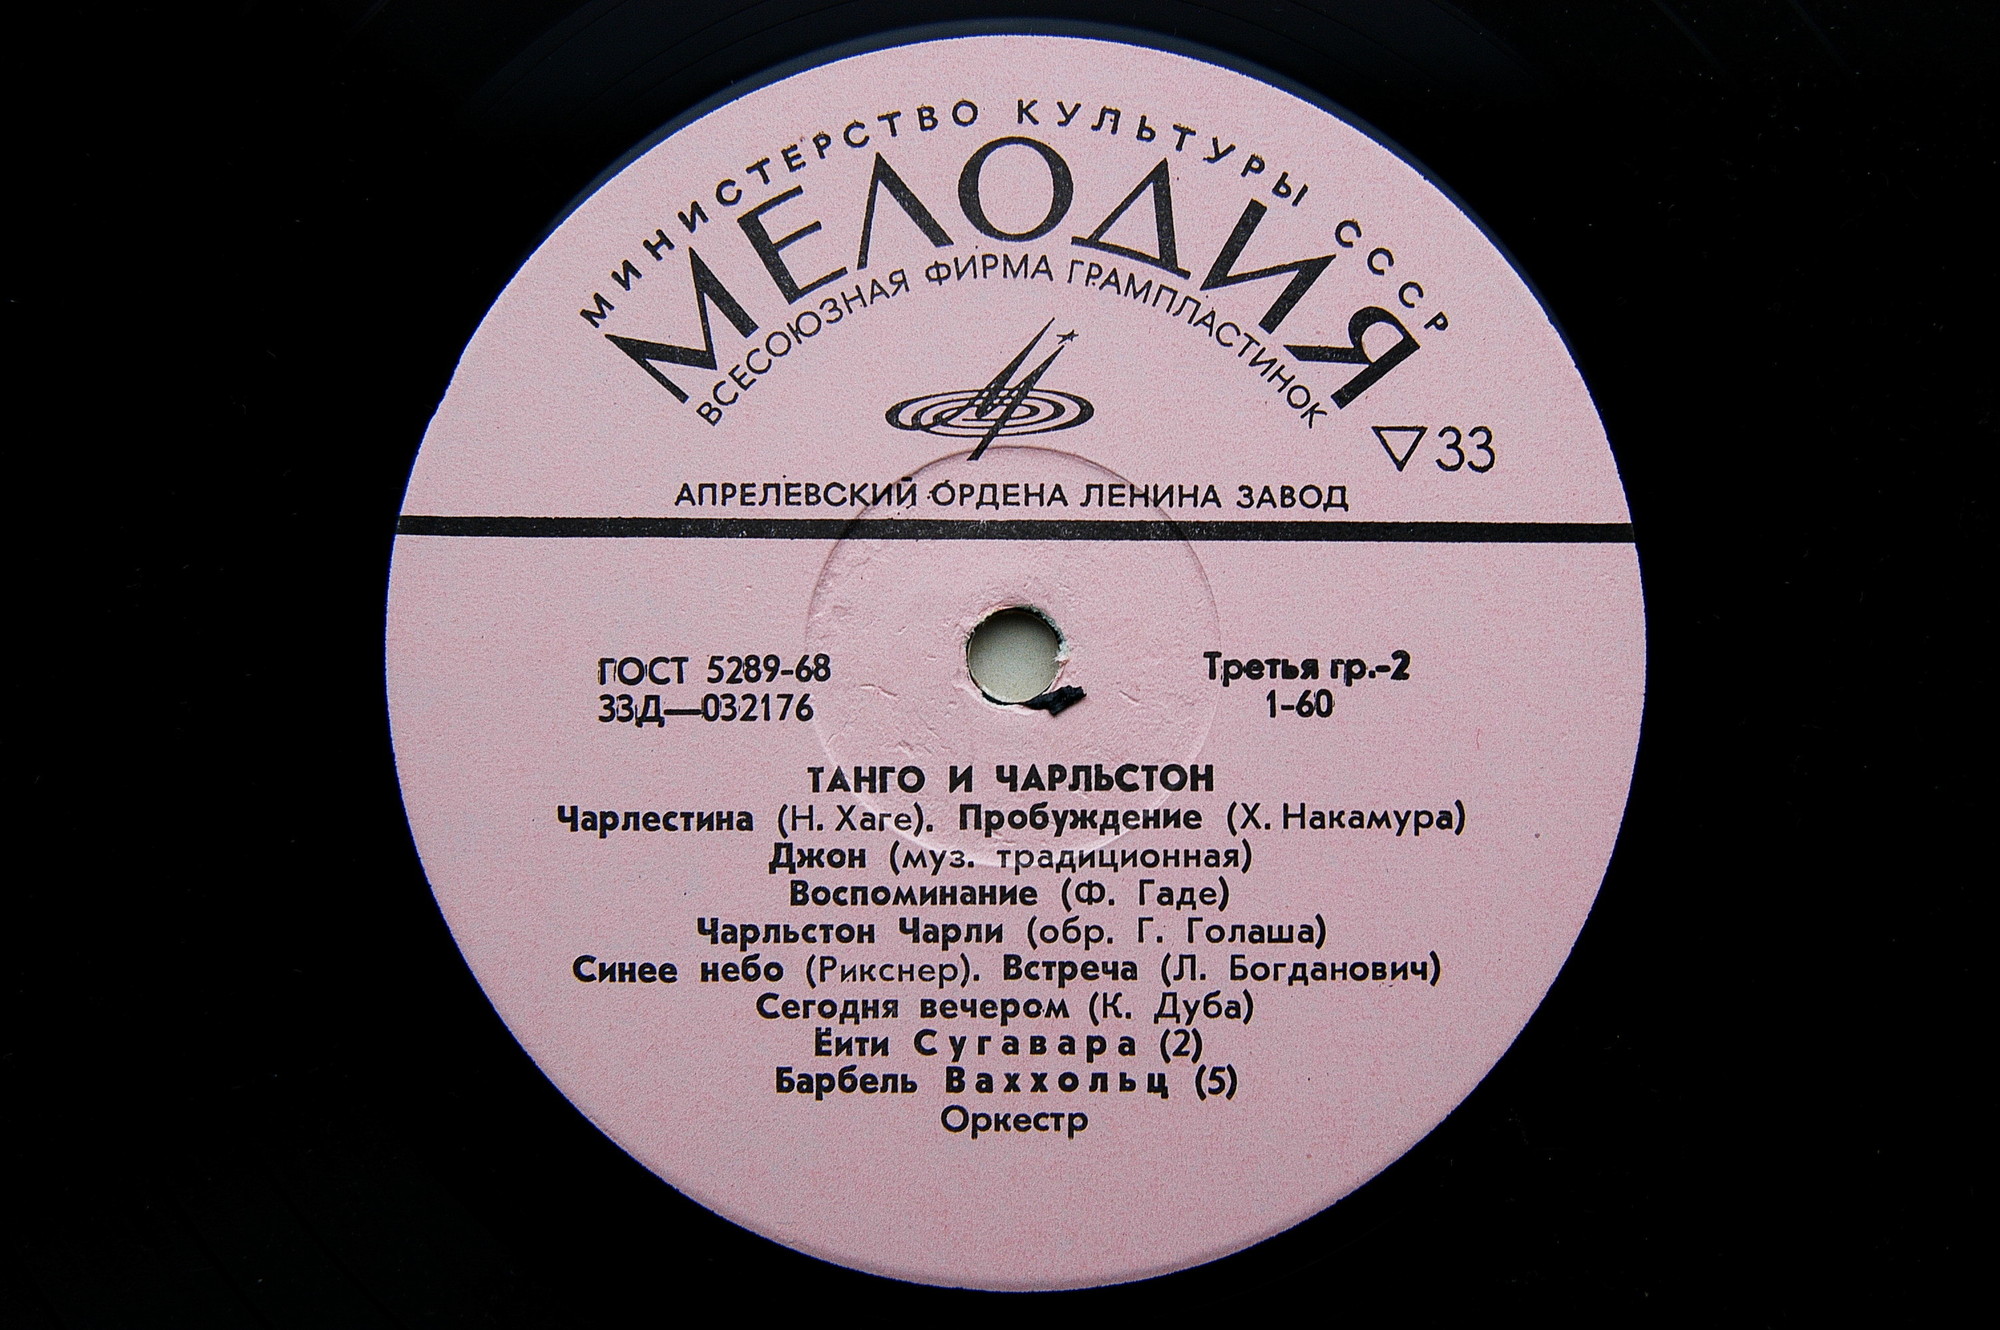 МИНИСТЕРСТВО КУЛЬТУРЫ СССР
МЕЛОДИЯ
ВСЕСОЮЗНАЯ ФИРМА ГРАМПЛАСТИНОК
33
АПРЕЛЕВСКИЙ ОРДЕНА ЛЕНИНА ЗАВОД
ГОСТ 5289-68
33Д—032176
Третья гр.-2
1-60
ТАНГО И ЧАРЛЬСТОН
Чарлестина (Н. Хаге). Пробуждение (Х. Накамура)
Джон (муз. традиционная)
Воспоминание (Ф. Гаде)
Чарльстон Чарли (обр. Г. Голаша)
Синее небо (Рикснер). Встреча (Л. Богданович)
Сегодня вечером (К. Дуба)
Ёити Сугавара (2)
Барбель Ваххольц (5)
Оркестр